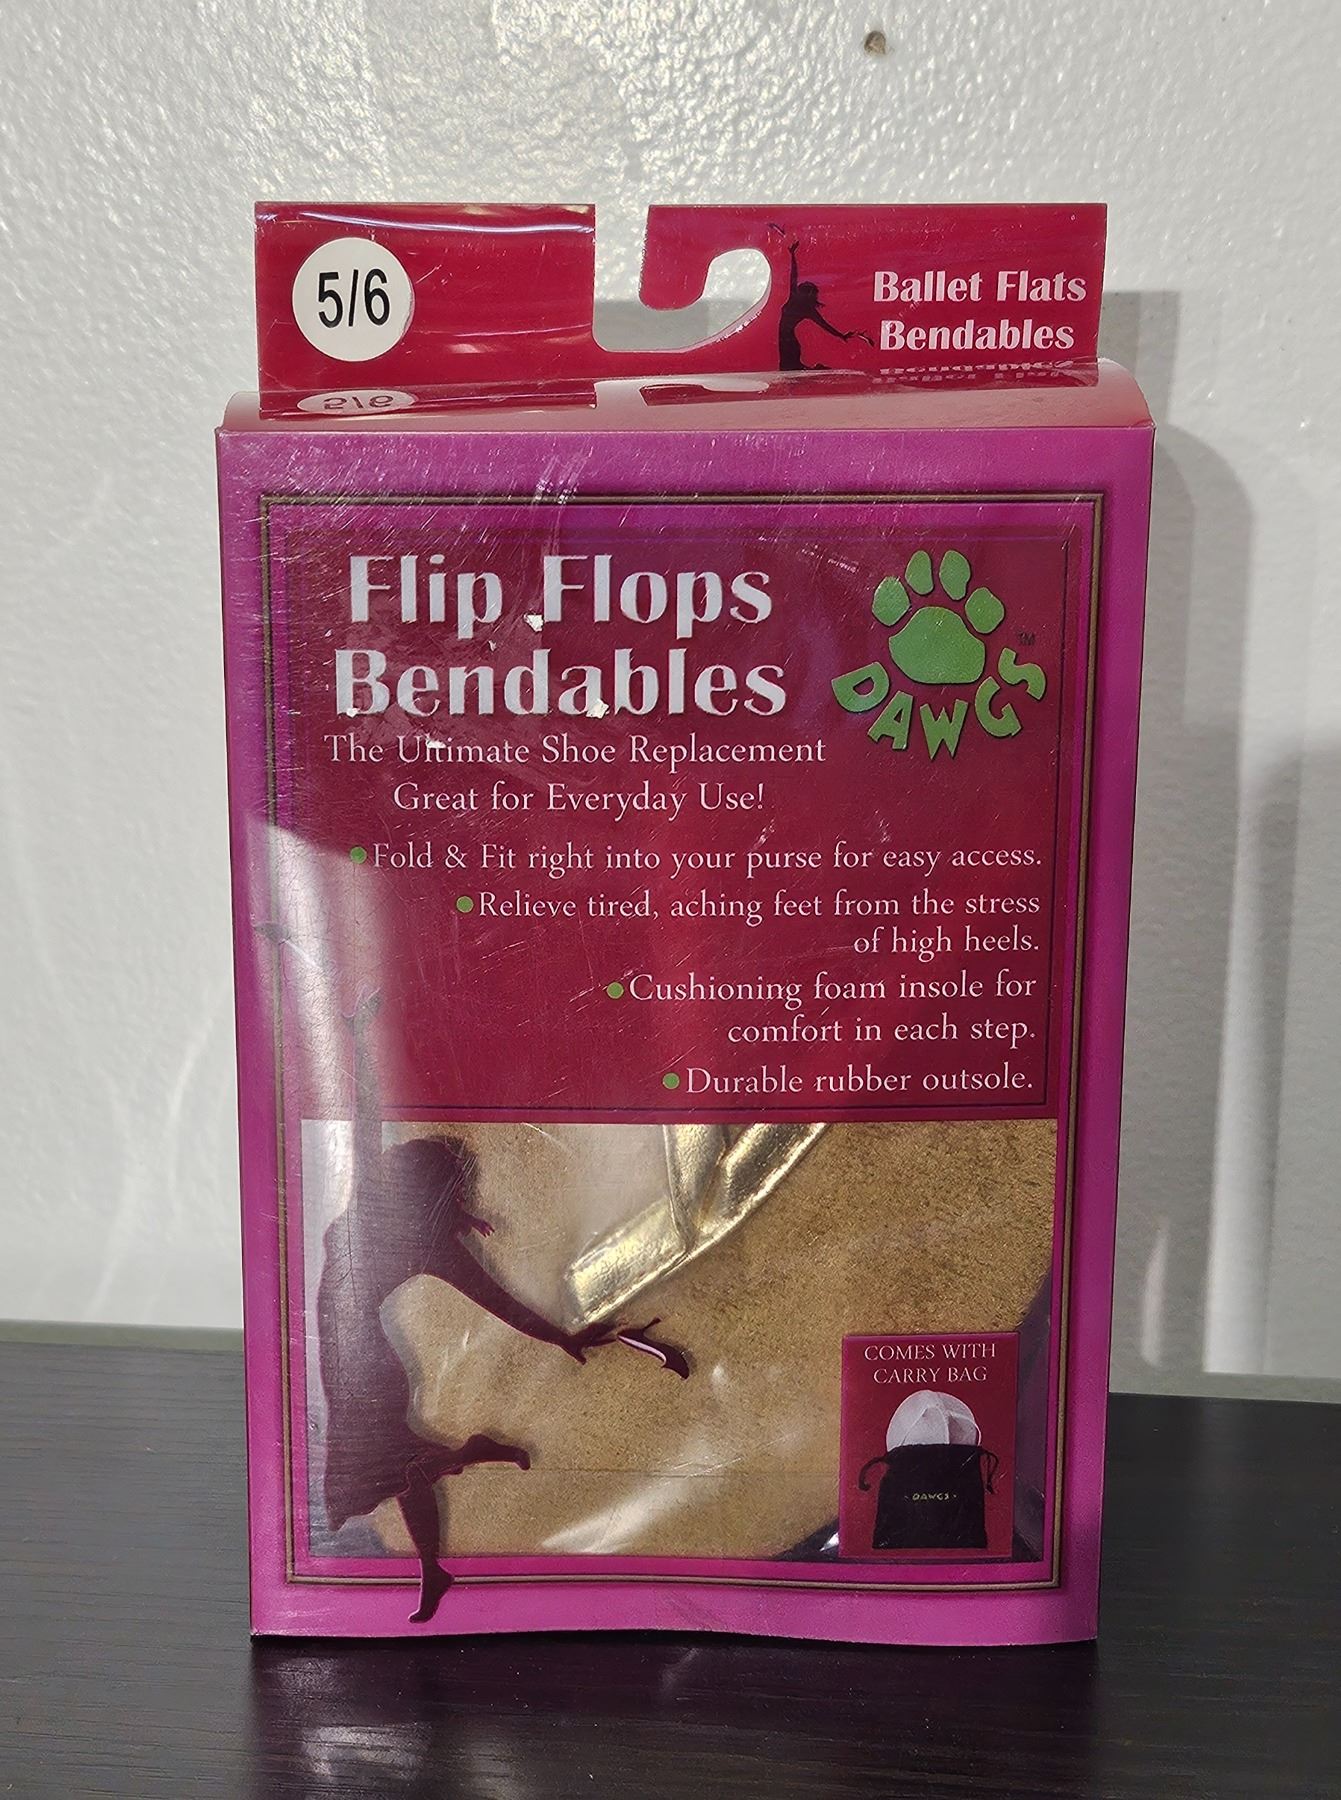 5/6
Ballet Flats
Bendables
Flip Flops
Bendables
DAWGS™
The Ultimate Shoe Replacement
Great for Everyday Use!
•Fold & Fit right into your purse for easy access.
•Relieve tired, aching feet from the stress
of high heels.
•Cushioning foam insole for
comfort in each step.
•Durable rubber outsole.
COMES WITH
CARRY BAG
-DAWGS-